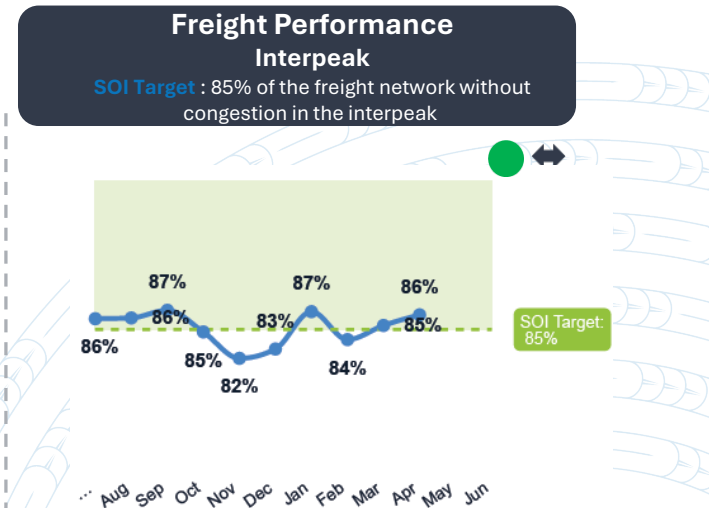 Freight Performance
Interpeak
SOI Target : 85% of the freight network without
congestion in the interpeak
87%
87%
86%
86%
83%
85%
86%
85%
84%
82%
SOI Target:
85%
... Aug Sep Oct Nov Dec Jan Feb Mar Apr May Jun